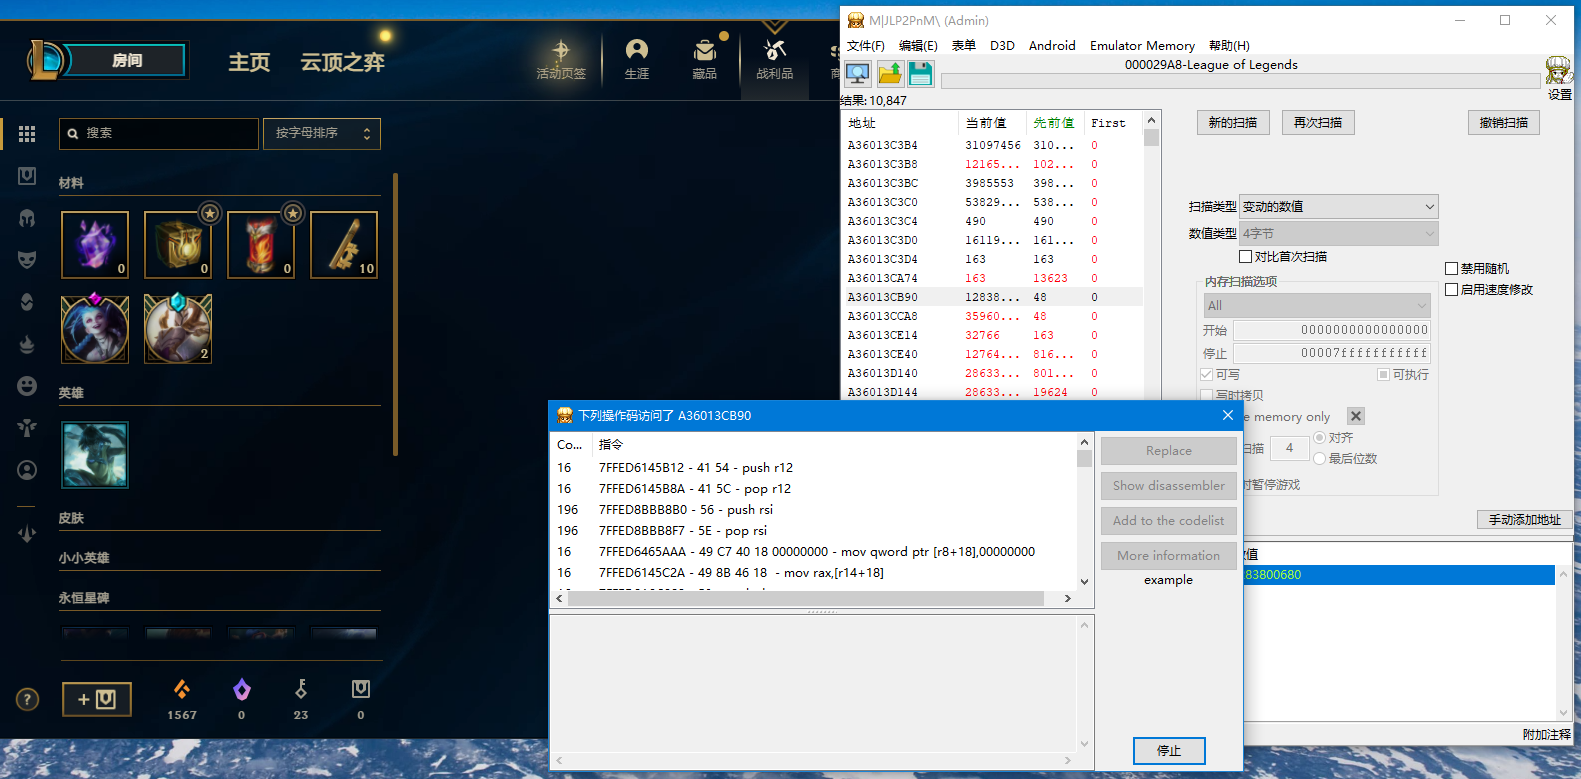 房间
主页
云顶之弈
活动页签
生涯
藏品
战利品
搜索
按字母排序
材料
0
0
0
10
2
英雄
皮肤
小小英雄
永恒星碑
?
+
1567
0
23
0
M|JLP2PnM\ (Admin)
文件(F) 编辑(E) 表单 D3D Android Emulator Memory 帮助(H)
000029A8-League of Legends
设置
结果: 10,847
地址 当前值 先前值 First
A36013C3B4 31097456 310... 0
A36013C3B8 12165... 102... 0
A36013C3BC 3985553 398... 0
A36013C3C0 53829... 538... 0
A36013C3C4 490 490 0
A36013C3D0 16119... 161... 0
A36013C3D4 163 163 0
A36013CA74 163 13623 0
A36013CB90 12838... 48 0
A36013CCA8 35960... 48 0
A36013CE14 32766 163 0
A36013CE40 12764... 816... 0
A36013D140 28633... 801... 0
A36013D144 28633... 19624 0
新的扫描 再次扫描 撤销扫描
扫描类型 变动的数值
数值类型 4字节
对比首次扫描
禁用随机
启用速度修改
内存扫描选项
All
开始 0000000000000000
停止 00007fffffffffff
可写 可执行
写时拷贝
e memory only
扫描 4 对齐
最后位数
时暂停游戏
手动添加地址
数值
83800680
附加注释
下列操作码访问了 A36013CB90
Co... 指令
16 7FFED6145B12 - 41 54 - push r12
16 7FFED6145B8A - 41 5C - pop r12
196 7FFED8BBB8B0 - 56 - push rsi
196 7FFED8BBB8F7 - 5E - pop rsi
16 7FFED6465AAA - 49 C7 40 18 00000000 - mov qword ptr [r8+18],00000000
16 7FFED6145C2A - 49 8B 46 18 - mov rax,[r14+18]
Replace
Show disassembler
Add to the codelist
More information
example
停止